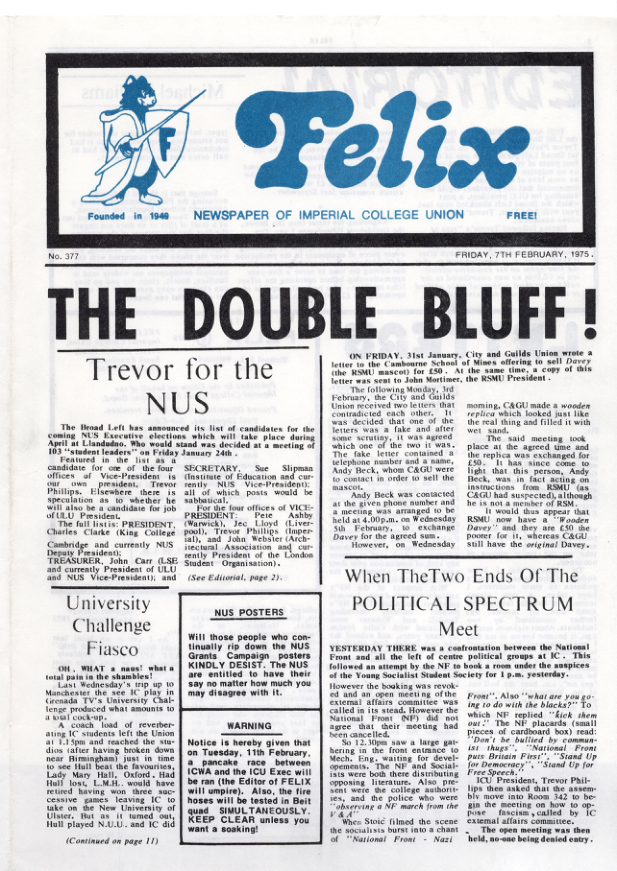 F
Felix
Founded in 1949
NEWSPAPER OF IMPERIAL COLLEGE UNION
FREE!
No. 377
FRIDAY, 7TH FEBRUARY, 1975.
THE DOUBLE BLUFF!
Trevor for the
NUS
The Broad Left has announced its list of candidates for the
coming NUS Executive elections which will take place during
April at Llandudno. Who would stand was decided at a meeting of
103 "student leaders" on Friday January 24th .
Featured in the list as a
candidate for one of the four
offices of Vice-President is
our own president, Trevor
Phillips. Elsewhere there is
speculation as to whether he
will also be a candidate for job
of ULU President.
The full list is: PRESIDENT,
Charles Clarke (King College
Cambridge and currently NUS
Deputy President);
TREASURER, John Carr (LSE
and currently President of ULU
and NUS Vice-President); and
SECRETARY, Sue Slipman
(Institute of Education and cur-
rently NUS Vice-President);
all of which posts would be
sabbatical.
For the four offices of VICE-
PRESIDENT: Pete Ashby
(Warwick), Jec Lloyd (Liver-
pool), Trevor Phillips (Imper-
ial), and John Webster (Arch-
itectural Association and cur-
rently President of the London
Student Organisation).
(See Editorial, page 2).
ON FRIDAY, 31st January, City and Guilds Union wrote a
letter to the Cambourne School of Mines offering to sell Davey
(the RSMU mascot) for £50. At the same time, a copy of this
letter was sent to John Mortimer, the RSMU President .
The following Monday, 3rd
February, the City and Guilds
Union received two letters that
contradicted each other. It
was decided that one of the
letters was a fake and after
some scrutiny, it was agreed
which one of the two it was.
The fake letter contained a
telephone number and a name,
Andy Beck, whom C&GU were
to contact in order to sell the
mascot.
Andy Beck was contacted
at the given phone number and
a meeting was arranged to be
held at 4.00p.m. on Wednesday
5th February, to exchange
Davey for the agreed sum.
However, on Wednesday
morning, C&GU made a wooden
replica which looked just like
the real thing and filled it with
wet sand.
The said meeting took
place at the agreed time and
the replica was exchanged for
£50. It has since come to
light that this person, Andy
Beck, was in fact acting on
instructions from RSMU (as
C&GU had suspected), although
he is not a member of RSM.
It would thus appear that
RSMU now have a "Wooden
Davey" and they are £50 the
poorer for it, whereas C&GU
still have the original Davey.
University
Challenge
Fiasco
OH, WHAT a naus! what a
total pain in the shambles!
Last Wednesday's trip up to
Manchester the see IC play in
Grenada TV's University Chal-
lenge produced what amounts to
a total cock-up.
A coach load of reverber-
ating IC students left the Union
at 1.15pm and reached the stu-
dios (after having broken down
near Birmingham) just in time
to see Hull beat the favourites,
Lady Mary Hall, Oxford. Had
Hull lost, L.M.H. would have
retired having won three suc-
cessive games leaving IC to
take on the New University of
Ulster. But as it turned out,
Hull played N.U.U. and IC did
(Continued on page 11)
NUS POSTERS
Will those people who con-
tinually rip down the NUS
Grants Campaign posters
KINDLY DESIST. The NUS
are entitled to have their
say no matter how much you
may disagree with it.
WARNING
Notice is hereby given that
on Tuesday, 11th February,
a pancake race between
ICWA and the ICU Exec will
be ran (the Editor of FELIX
will umpire). Also, the fire
hoses will be tested in Beit
quad SIMULTANEOUSLY.
KEEP CLEAR unless you
want a soaking!
When TheTwo Ends Of The
POLITICAL SPECTRUM
Meet
YESTERDAY THERE was a confrontation between the National
Front and all the left of centre political groups at IC . This
followed an attempt by the NF to book a room under the auspices
of the Young Socialist Student Society for 1 p.m. yesterday.
However the booking was revok-
ed and an open meeting of the
external affairs committee was
called in its stead. However the
National Front (NF) did not
agree that their meeting had
been cancelled.
So 12.30pm saw a large gat-
hering in the front entrance to
Mech. Eng. waiting for devel-
opements. The NF and Social-
ists were both there distributing
opposing literature. Also pres-
ent were the college authorit-
ies, and the police who were
"observing a NF march from the
V & A"
When Stoic filmed the scene
the socialists burst into a chant
of "National Front - Nazi
Front". Also "what are you go-
ing to do with the blacks?" To
which NF replied "kick them
out." The NF placards (small
pieces of cardboard box) read:
"Don't be bullied by commun-
ist thugs", "National Front
puts Britain First", "Stand Up
for Democracy", "Stand Up for
Free Speech."
ICU President, Trevor Phil-
lips then asked that the assem-
bly move into Room 342 to be-
gin the meeting on how to op-
pose fascism, called by IC
external affairs committee.
The open meeting was then
held, no-one being denied entry.